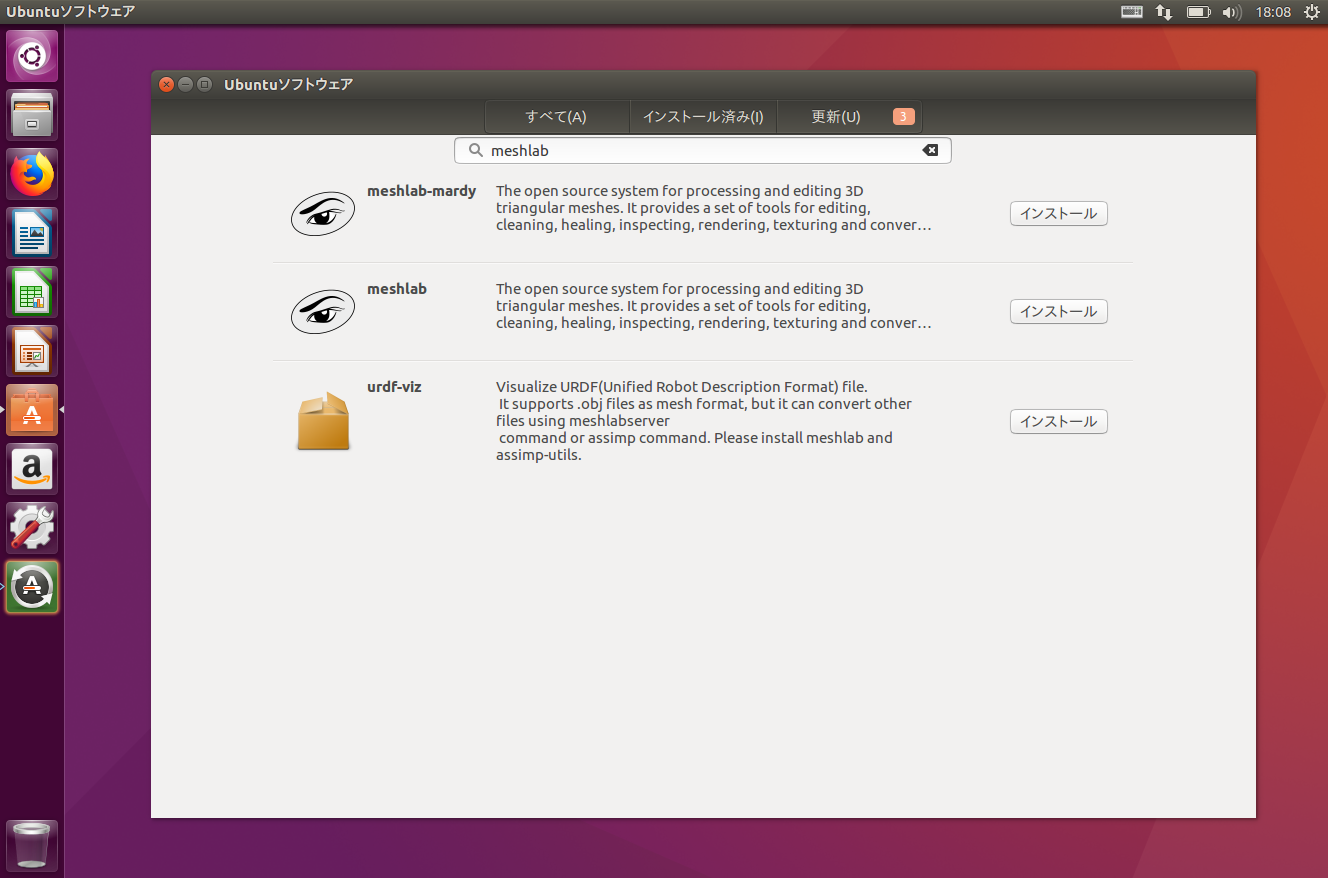 Ubuntuソフトウェア
18:08
Ubuntuソフトウェア
すべて(A)
インストール済み(I)
更新(U)
3
meshlab
meshlab-mardy
The open source system for processing and editing 3D
triangular meshes. It provides a set of tools for editing,
cleaning, healing, inspecting, rendering, texturing and conver…
インストール
meshlab
The open source system for processing and editing 3D
triangular meshes. It provides a set of tools for editing,
cleaning, healing, inspecting, rendering, texturing and conver…
インストール
urdf-viz
Visualize URDF(Unified Robot Description Format) file.
It supports .obj files as mesh format, but it can convert other
files using meshlabserver
command or assimp command. Please install meshlab and
assimp-utils.
インストール